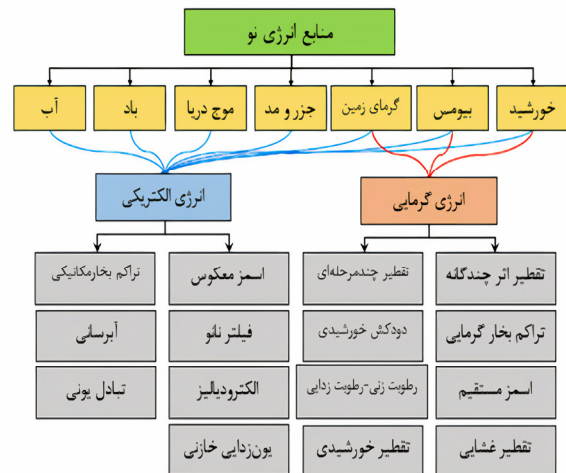 منابع انرژی نو
خورشید
بیومس
گرمای زمین
جزر و مد
موج دریا
باد
آب
انرژی گرمایی
انرژی الکتریکی
تقطیر اثر چندگانه
تقطیر چندمرحله‌ای
اسمز معکوس
تراکم بخارمکانیکی
تراکم بخار گرمایی
دودکش خورشیدی
فیلتر نانو
آبرسانی
اسمز مستقیم
رطوبت زنی-رطوبت زدایی
الکترودیالیز
تبادل یونی
تقطیر غشایی
تقطیر خورشیدی
یون‌زدایی خازنی